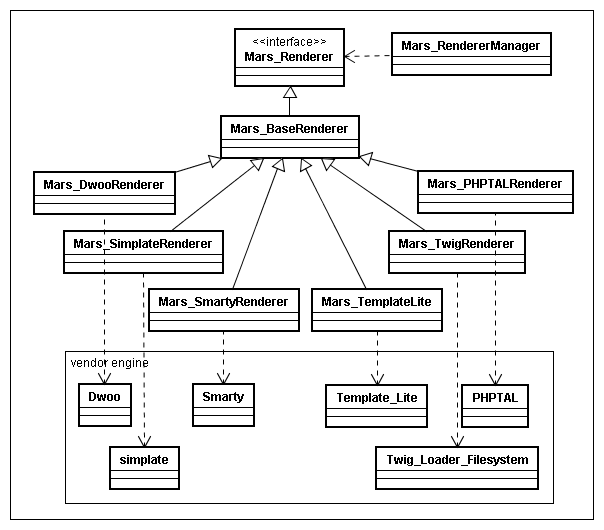 <<interface>>
Mars_Renderer
Mars_RendererManager
Mars_BaseRenderer
Mars_DwooRenderer
Mars_PHPTALRenderer
Mars_SimplateRenderer
Mars_TwigRenderer
Mars_SmartyRenderer
Mars_TemplateLite
vendor engine
Dwoo
Smarty
Template_Lite
PHPTAL
simplate
Twig_Loader_Filesystem